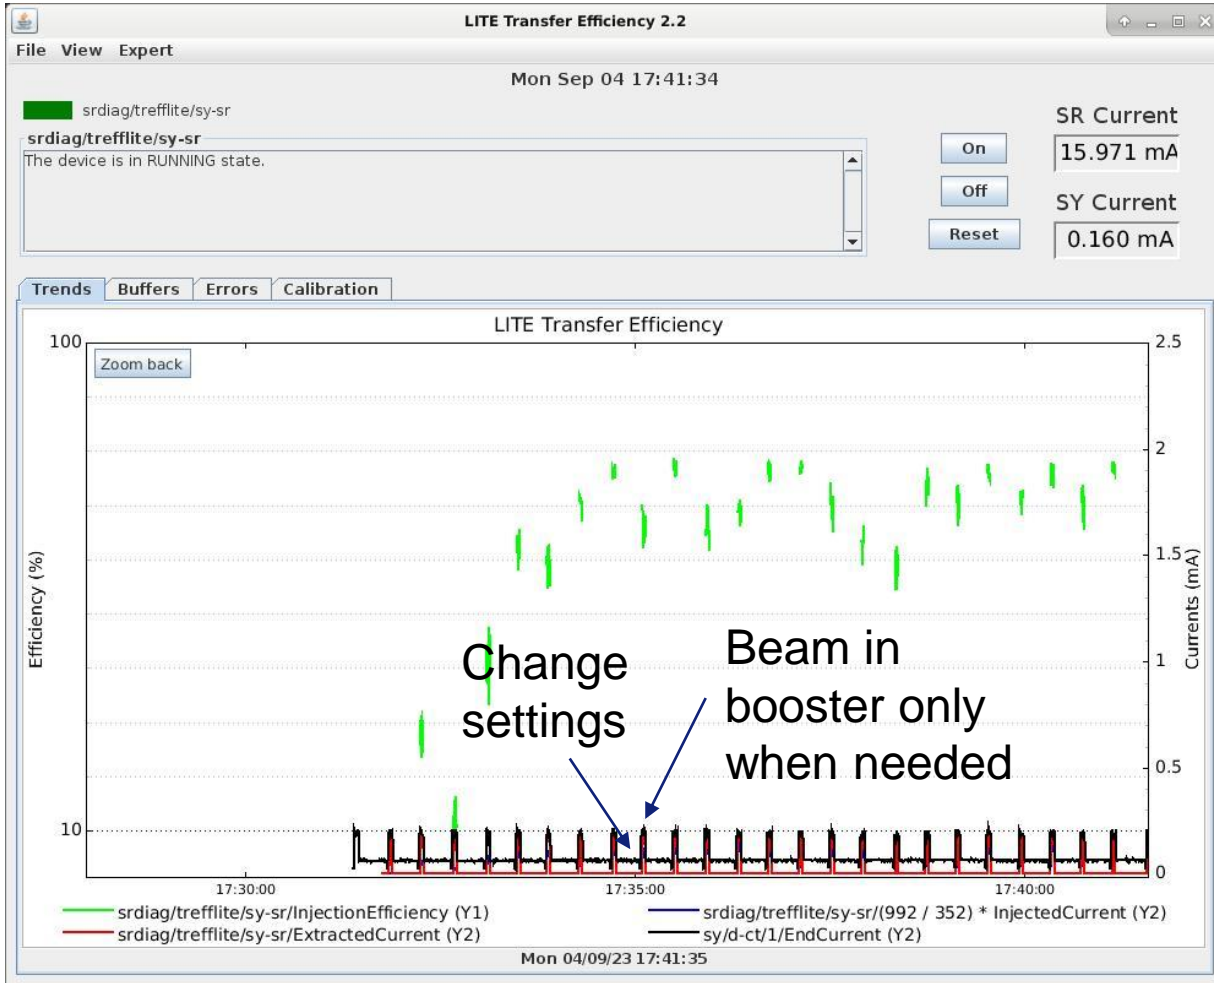 LITE Transfer Efficiency 2.2
File View Expert
Mon Sep 04 17:41:34
srdiag/trefflite/sy-sr
srdiag/trefflite/sy-sr
The device is in RUNNING state.
On
Off
Reset
SR Current
15.971 mA
SY Current
0.160 mA
Trends Buffers Errors Calibration
LITE Transfer Efficiency
Zoom back
100
10
Efficiency (%)
2.5
2
1.5
1
0.5
0
Currents (mA)
Change
settings
Beam in
booster only
when needed
17:30:00 17:35:00 17:40:00
srdiag/trefflite/sy-sr/InjectionEfficiency (Y1)
srdiag/trefflite/sy-sr/ExtractedCurrent (Y2)
srdiag/trefflite/sy-sr/(992 / 352) * InjectedCurrent (Y2)
sy/d-ct/1/EndCurrent (Y2)
Mon 04/09/23 17:41:35